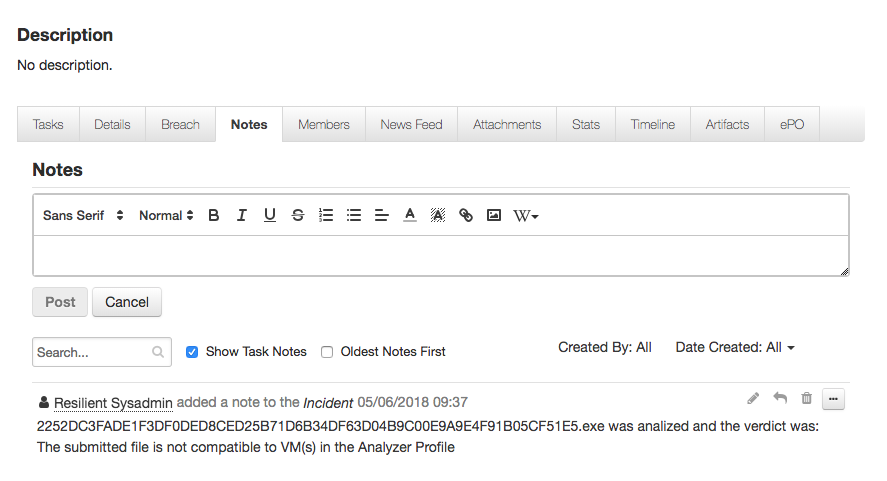 Description
No description.
Tasks Details Breach Notes Members News Feed Attachments Stats Timeline Artifacts ePO
Notes
Sans Serif Normal B I U S A A W
Post Cancel
Search... Show Task Notes Oldest Notes First Created By: All Date Created: All
Resilient Sysadmin added a note to the Incident 05/06/2018 09:37
2252DC3FADE1F3DF0DED8CED25B71D6B34DF63D04B9C00E9A9E4F91B05CF51E5.exe was analized and the verdict was:
The submitted file is not compatible to VM(s) in the Analyzer Profile